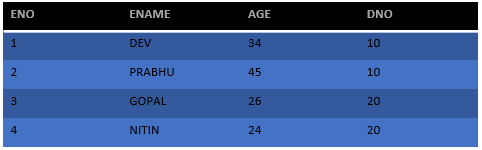 ENO ENAME AGE DNO
1 DEV 34 10
2 PRABHU 45 10
3 GOPAL 26 20
4 NITIN 24 20